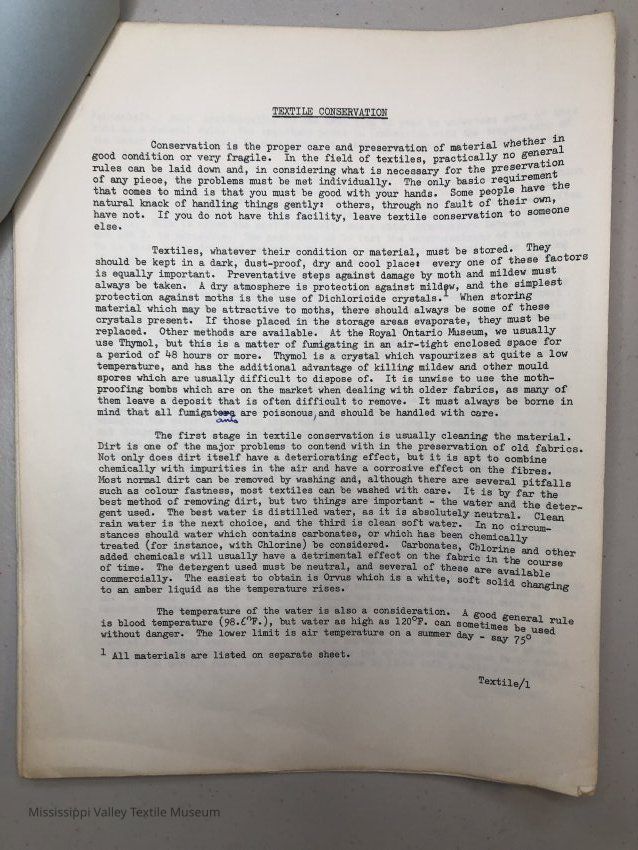 TEXTILE CONSERVATION
Conservation is the proper care and preservation of material whether in
good condition or very fragile. In the field of textiles, practically no general
rules can be laid down and, in considering what is necessary for the preservation
of any piece, the problems must be met individually. The only basic requirement
that comes to mind is that you must be good with your hands. Some people have the
natural knack of handling things gently: others, through no fault of their own,
have not. If you do not have this facility, leave textile conservation to someone
else.
Textiles, whatever their condition or material, must be stored. They
should be kept in a dark, dust-proof, dry and cool place: every one of these factors
is equally important. Preventative steps against damage by moth and mildew must
always be taken. A dry atmosphere is protection against mildew, and the simplest
protection against moths is the use of Dichloricide crystals.1 When storing
material which may be attractive to moths, there should always be some of these
crystals present. If those placed in the storage areas evaporate, they must be
replaced. Other methods are available. At the Royal Ontario Museum, we usually
use Thymol, but this is a matter of fumigating in an air-tight enclosed space for
a period of 48 hours or more. Thymol is a crystal which vapourizes at quite a low
temperature, and has the additional advantage of killing mildew and other mould
spores which are usually difficult to dispose of. It is unwise to use the moth-
proofing bombs which are on the market when dealing with older fabrics, as many of
them leave a deposit that is often difficult to remove. It must always be borne in
mind that all fumigat are poisonous, and should be handled with care.
ants
The first stage in textile conservation is usually cleaning the material.
Dirt is one of the major problems to contend with in the preservation of old fabrics.
Not only does dirt itself have a deteriorating effect, but it is apt to combine
chemically with impurities in the air and have a corrosive effect on the fibres.
Most normal dirt can be removed by washing and, although there are several pitfalls
such as colour fastness, most textiles can be washed with care. It is by far the
best method of removing dirt, but two things are important - the water and the deter-
gent used. The best water is distilled water, as it is absolutely neutral. Clean
rain water is the next choice, and the third is clean soft water. In no circum-
stances should water which contains carbonates, or which has been chemically
treated (for instance, with Chlorine) be considered. Carbonates, Chlorine and other
added chemicals will usually have a detrimental effect on the fabric in the course
of time. The detergent used must be neutral, and several of these are available
commercially. The easiest to obtain is Orvus which is a white, soft solid changing
to an amber liquid as the temperature rises.
The temperature of the water is also a consideration. A good general rule
is blood temperature (98.6°F.), but water as high as 120°F. can sometimes be used
without danger. The lower limit is air temperature on a summer day - say 75°
1 All materials are listed on separate sheet.
Textile/1
Mississippi Valley Textile Museum